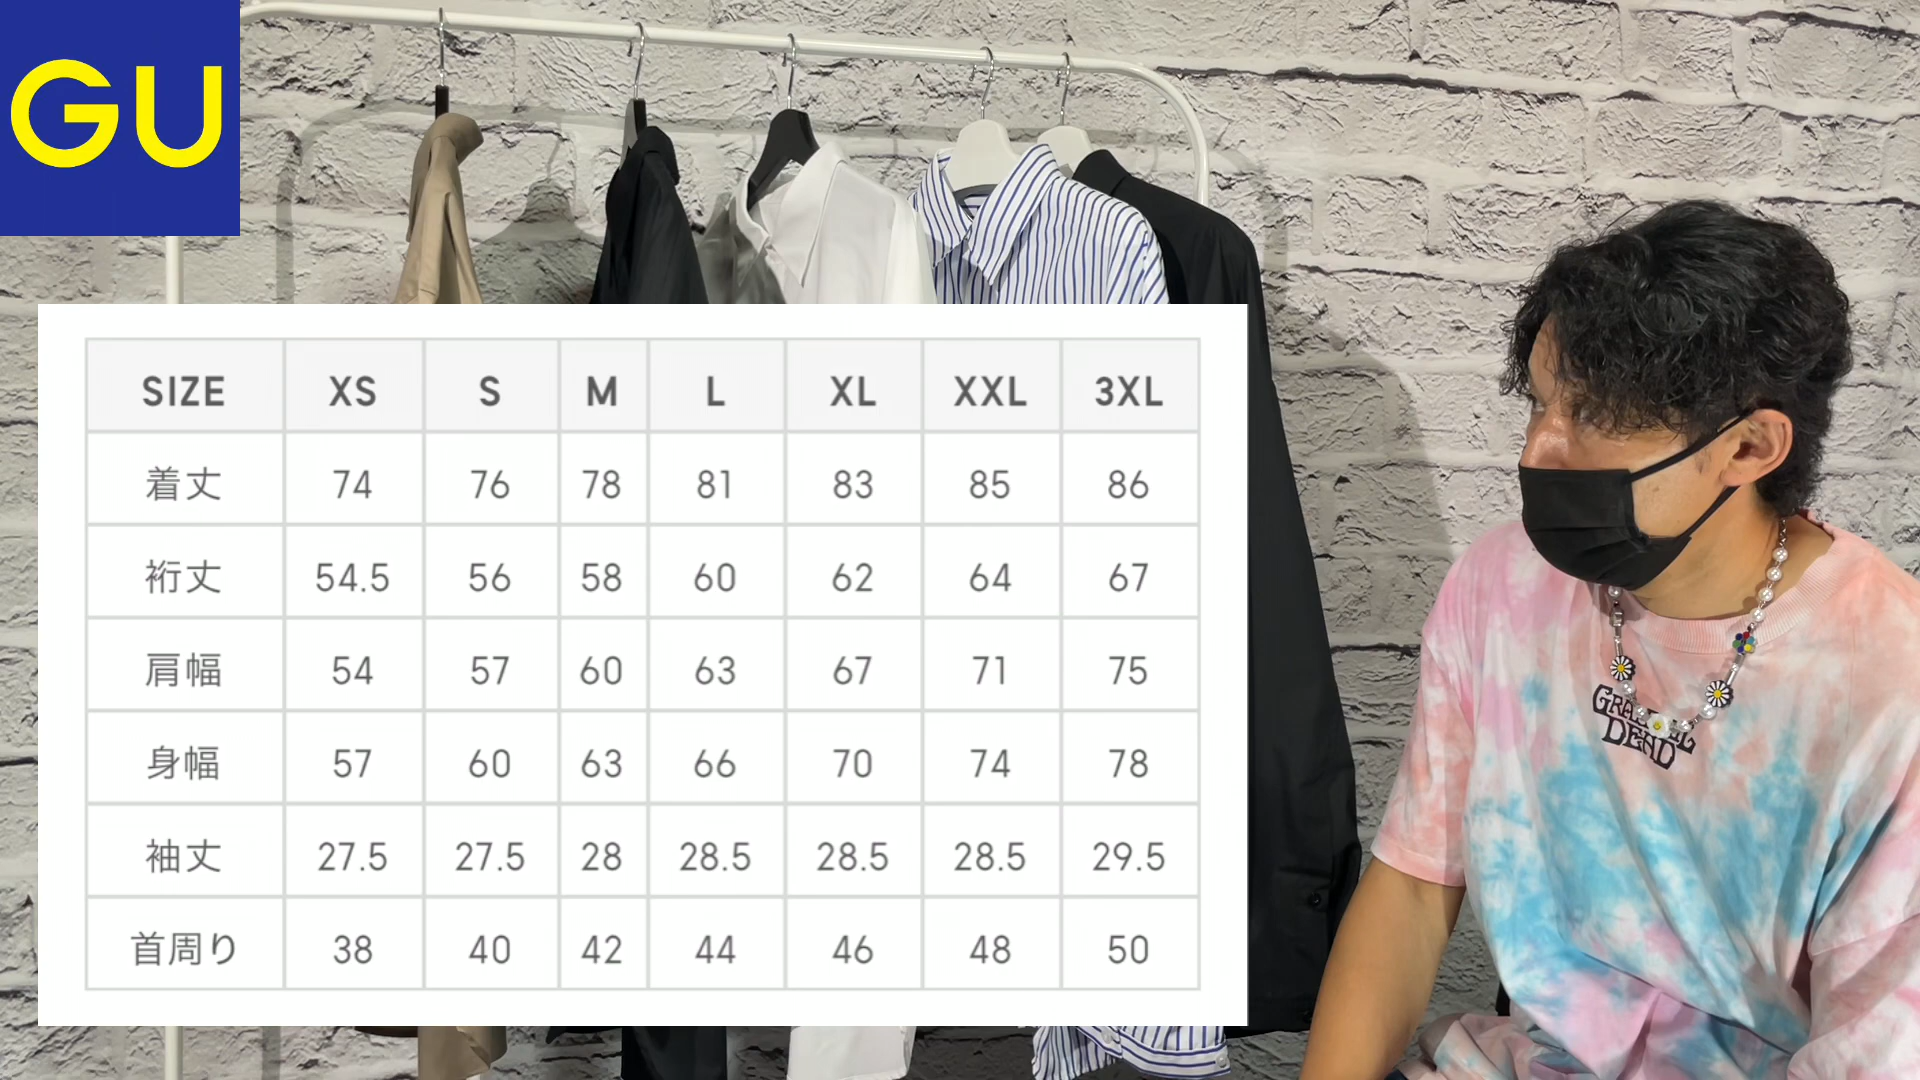 GU
SIZE XS S M L XL XXL 3XL
着丈 74 76 78 81 83 85 86
裄丈 54.5 56 58 60 62 64 67
肩幅 54 57 60 63 67 71 75
身幅 57 60 63 66 70 74 78
袖丈 27.5 27.5 28 28.5 28.5 28.5 29.5
首周り 38 40 42 44 46 48 50
DEAD